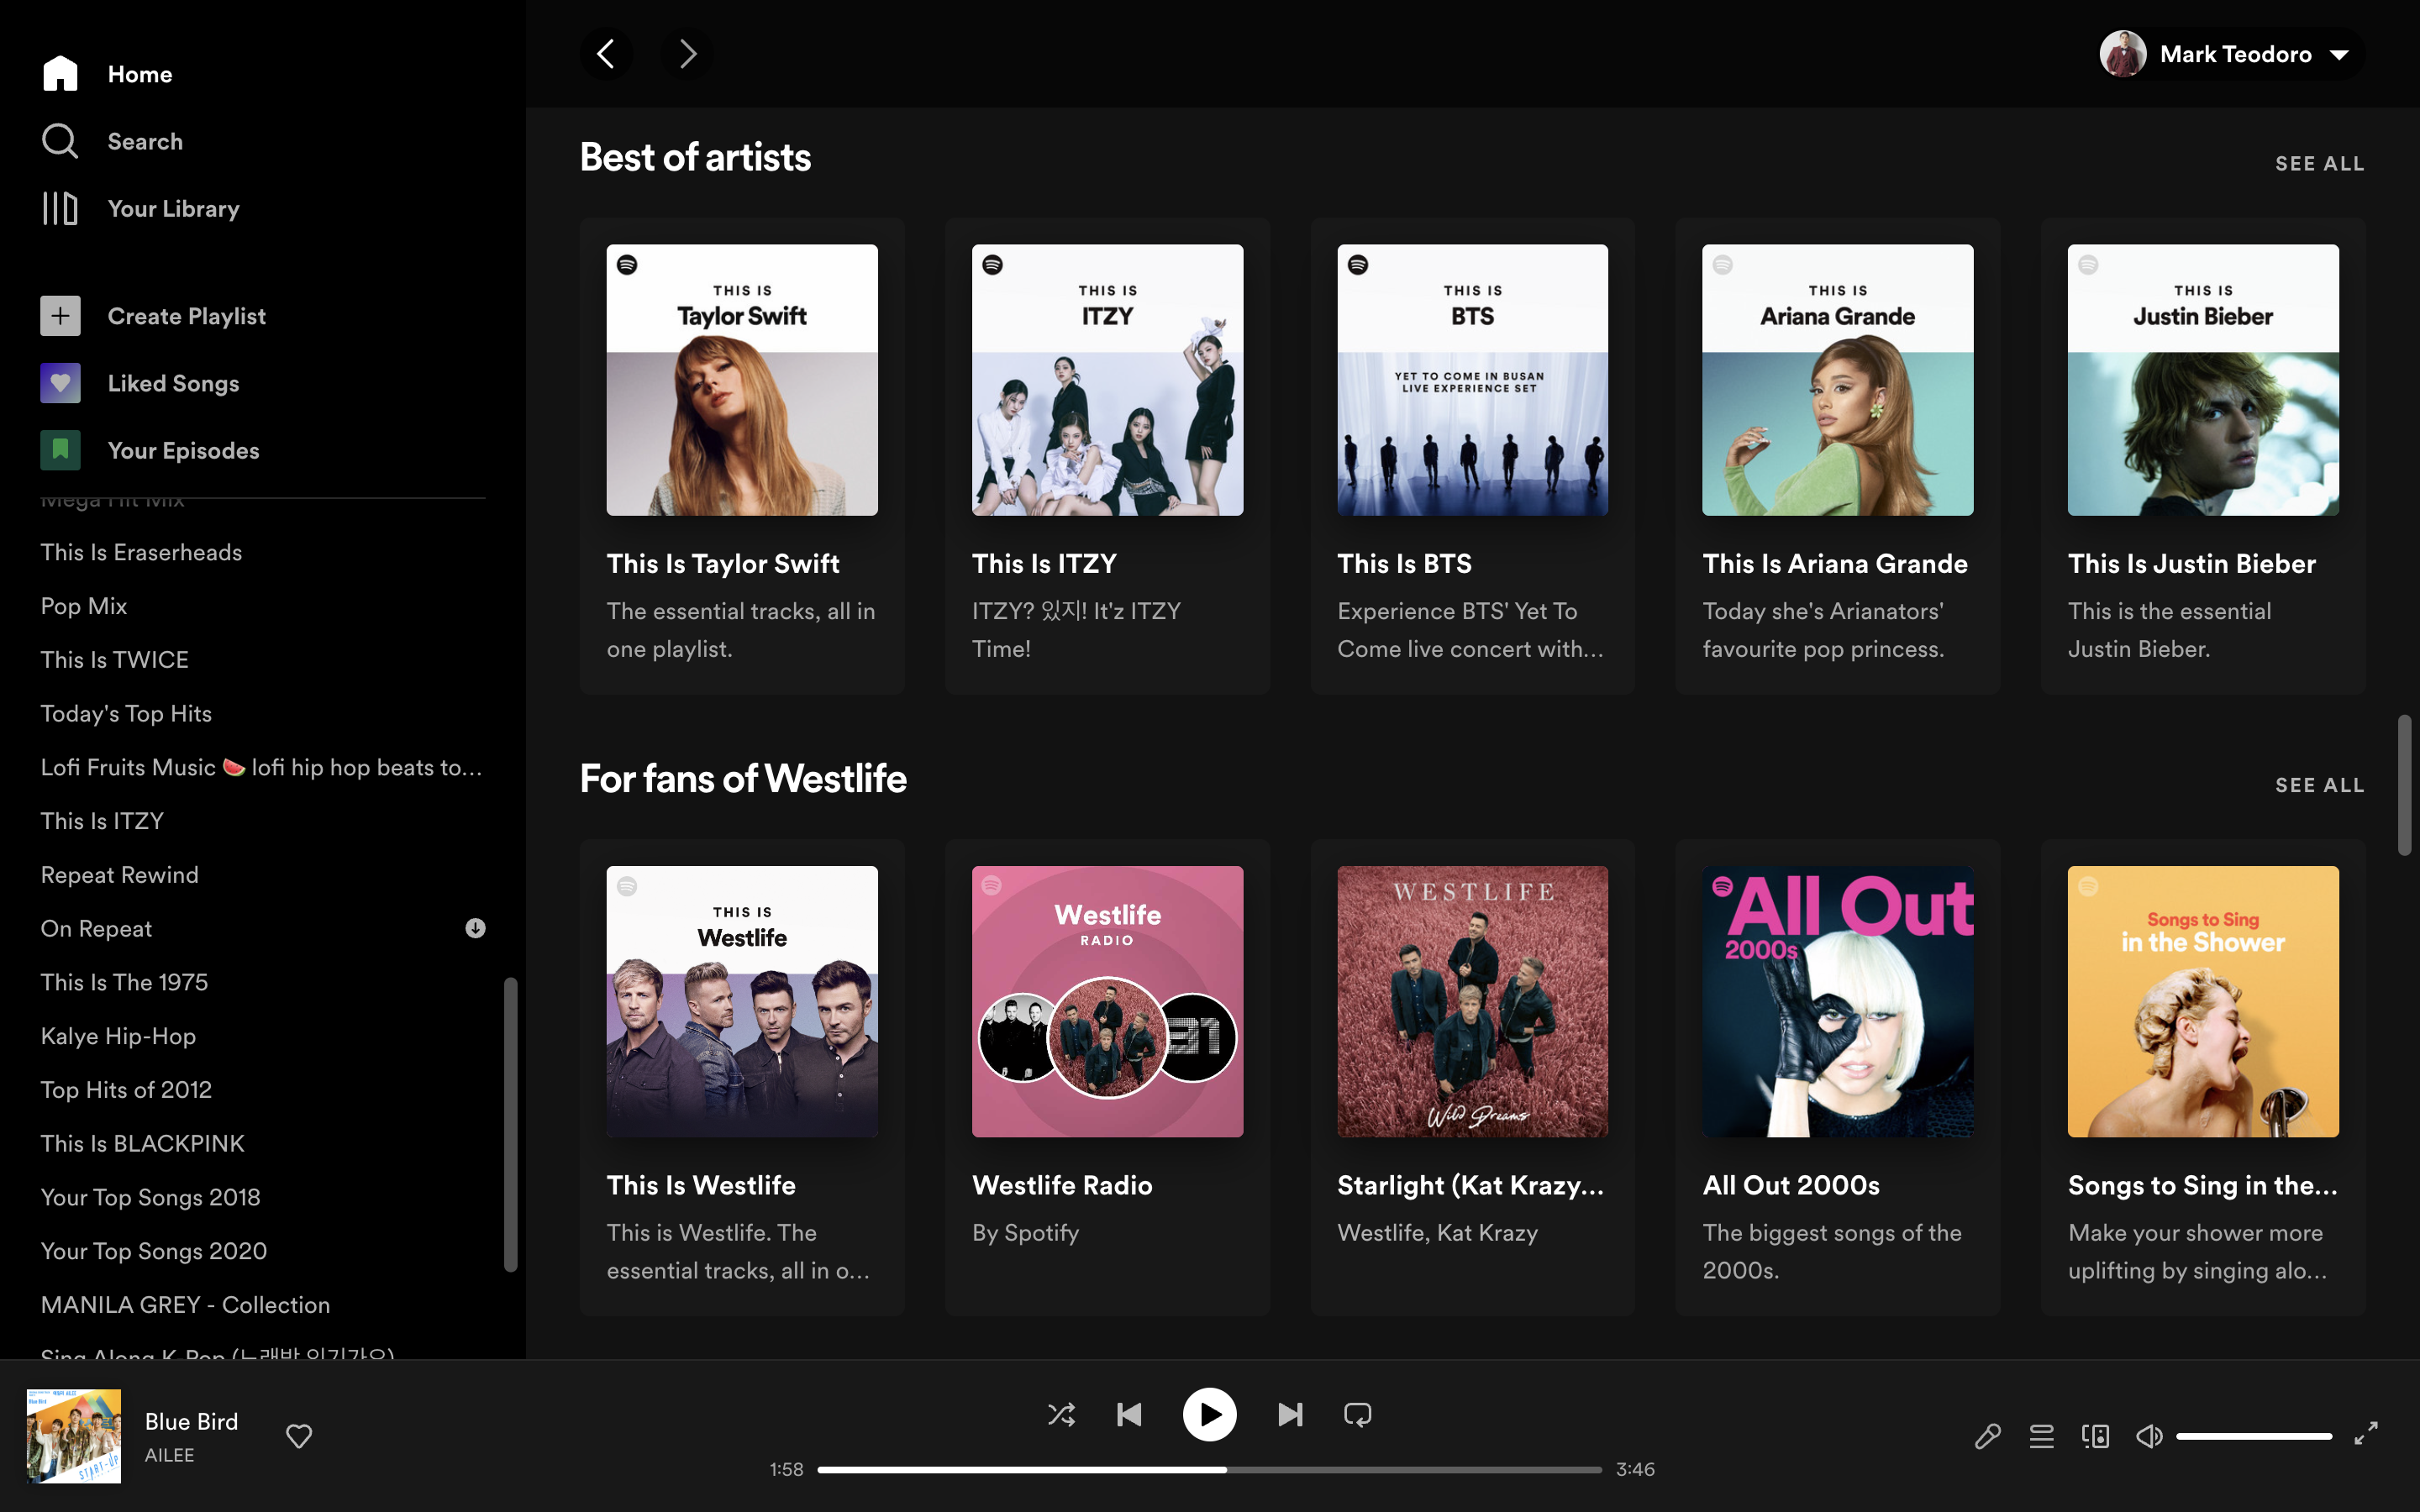 Home
Search
Your Library
Create Playlist
Liked Songs
Your Episodes
Mega Hit Mix
This Is Eraserheads
Pop Mix
This Is TWICE
Today's Top Hits
Lofi Fruits Music 🍉 lofi hip hop beats to...
This Is ITZY
Repeat Rewind
On Repeat
This Is The 1975
Kalye Hip-Hop
Top Hits of 2012
This Is BLACKPINK
Your Top Songs 2018
Your Top Songs 2020
MANILA GREY - Collection
Sing Along K-Pop (노래방 인기가요)
Mark Teodoro
Best of artists
SEE ALL
THIS IS
Taylor Swift
This Is Taylor Swift
The essential tracks, all in
one playlist.
THIS IS
ITZY
This Is ITZY
ITZY? 있지! It'z ITZY
Time!
THIS IS
BTS
YET TO COME IN BUSAN
LIVE EXPERIENCE SET
This Is BTS
Experience BTS' Yet To
Come live concert with...
THIS IS
Ariana Grande
This Is Ariana Grande
Today she's Arianators'
favourite pop princess.
THIS IS
Justin Bieber
This Is Justin Bieber
This is the essential
Justin Bieber.
For fans of Westlife
SEE ALL
THIS IS
Westlife
This Is Westlife
This is Westlife. The
essential tracks, all in o...
Westlife
RADIO
Westlife Radio
By Spotify
WESTLIFE
Wild Dreams
Starlight (Kat Krazy...
Westlife, Kat Krazy
All Out
2000s
All Out 2000s
The biggest songs of the
2000s.
Songs to Sing
in the Shower
Songs to Sing in the...
Make your shower more
uplifting by singing alo...
Blue Bird
START-UP
Blue Bird
AILEE
1:58
3:46